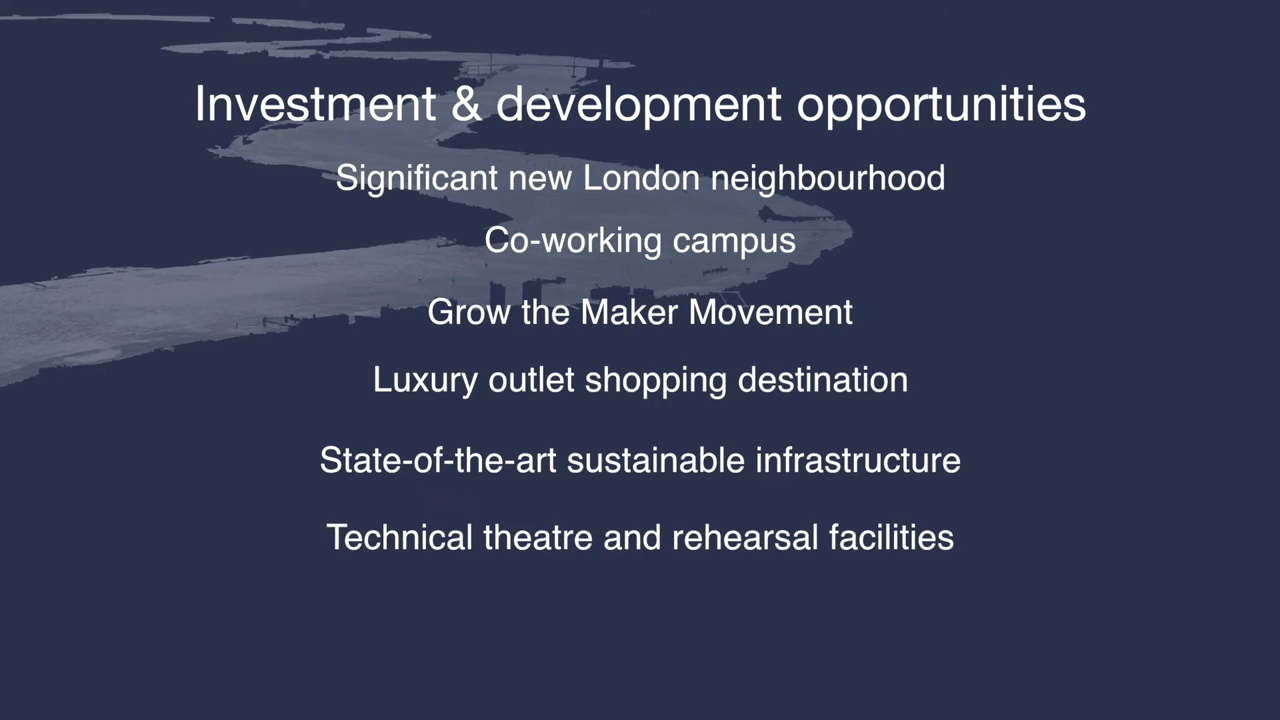 Investment & development opportunities
Significant new London neighbourhood
Co-working campus
Grow the Maker Movement
Luxury outlet shopping destination
State-of-the-art sustainable infrastructure
Technical theatre and rehearsal facilities